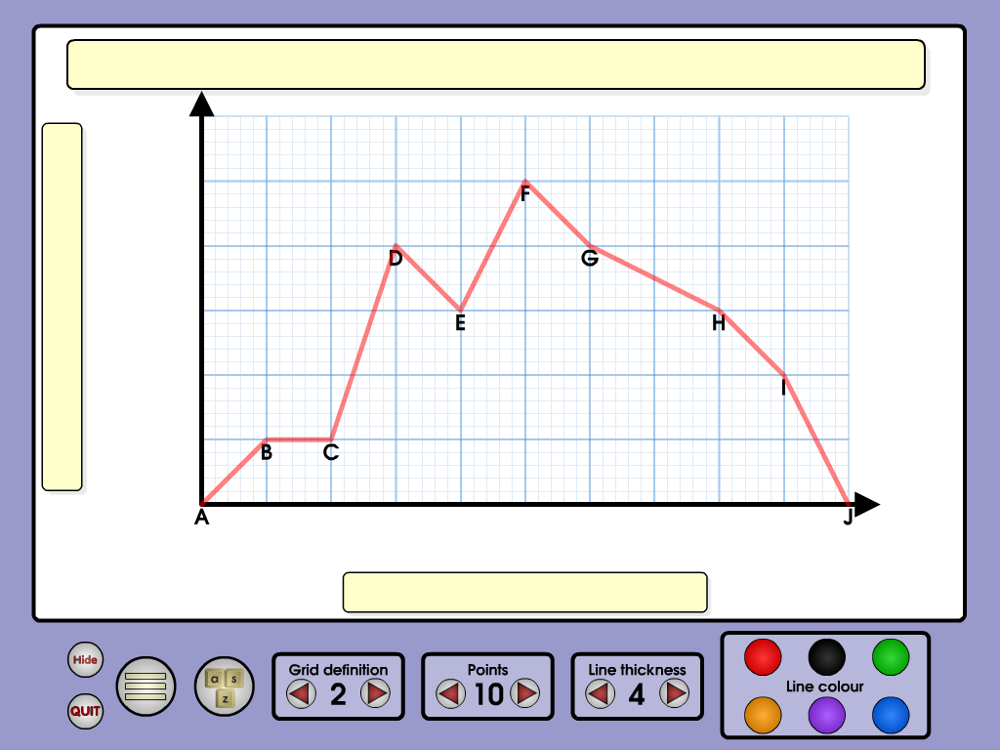 F
D
G
E
H
I
B
C
A
J
Hide
QUIT
a s
z
Grid definition
2
Points
10
Line thickness
4
Line colour